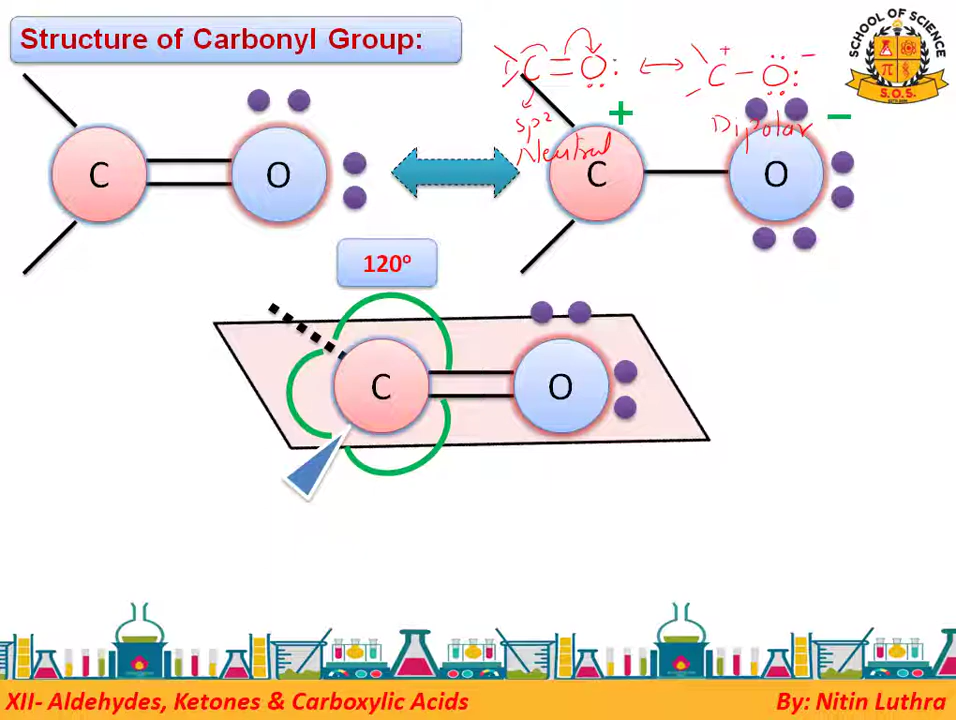 Structure of Carbonyl Group:
SCHOOL OF SCIENCE
S.O.S.
C = O :
C - O :
+
−
sp²
Neutral
Dipolar
+
−
C
O
C
O
120°
C
O
XII- Aldehydes, Ketones & Carboxylic Acids
By: Nitin Luthra